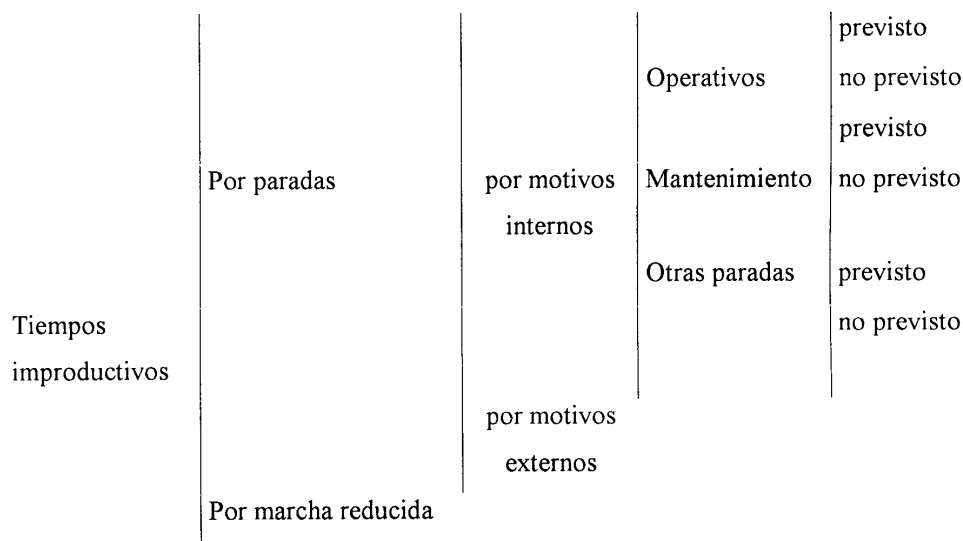 previsto
Operativos no previsto
previsto
Por paradas por motivos Mantenimiento no previsto
internos
Otras paradas previsto
Tiempos no previsto
improductivos
por motivos
externos
Por marcha reducida